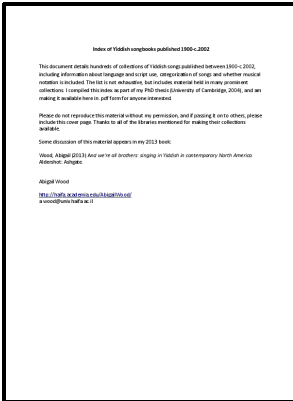 Index of Yiddish songbooks published 1900-c.2002
This document details hundreds of collections of Yiddish songs published between 1900-c.2002,
including information about language and script use, categorization of songs and whether musical
notation is included. The list is not exhaustive, but includes material held in many prominent
collections. I compiled this index as part of my PhD thesis (University of Cambridge, 2004), and am
making it available here in .pdf form for anyone interested.
Please do not reproduce this material without my permission, and if passing it on to others, please
include this cover page. Thanks to all of the libraries mentioned for making their collections
available.
Some discussion of this material appears in my 2013 book:
Wood, Abigail (2013) And we're all brothers: singing in Yiddish in contemporary North America.
Aldershot: Ashgate.
Abigail Wood
http://haifa.academia.edu/AbigailWood/
a.wood@univ.haifa.ac.il